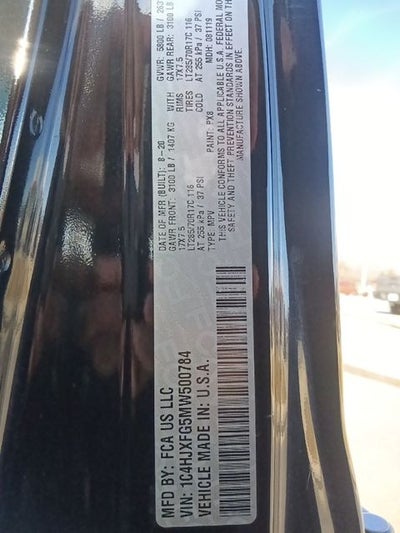 MFD BY: FCA US LLC
DATE OF MFR (BUILT): 8-20
GVWR: 5800 LB / 263
GAWR FRONT: 3100 LB / 1407 KG
WITH
GAWR REAR: 3100 LB
17X7.5
RIMS
17X7.5
LT285/70R17C 116
TIRES
LT285/70R17C 116
AT 255 kPa / 37 PSI
COLD
AT 255 kPa / 37 PSI
VIN: 1C4HJXFG5MW500784
TYPE: MPV
PAINT: PX8
MDH: 081119
VEHICLE MADE IN: U.S.A.
THIS VEHICLE CONFORMS TO ALL APPLICABLE U.S.A. FEDERAL MO
SAFETY AND THEFT PREVENTION STANDARDS IN EFFECT ON THE
MANUFACTURE SHOWN ABOVE.